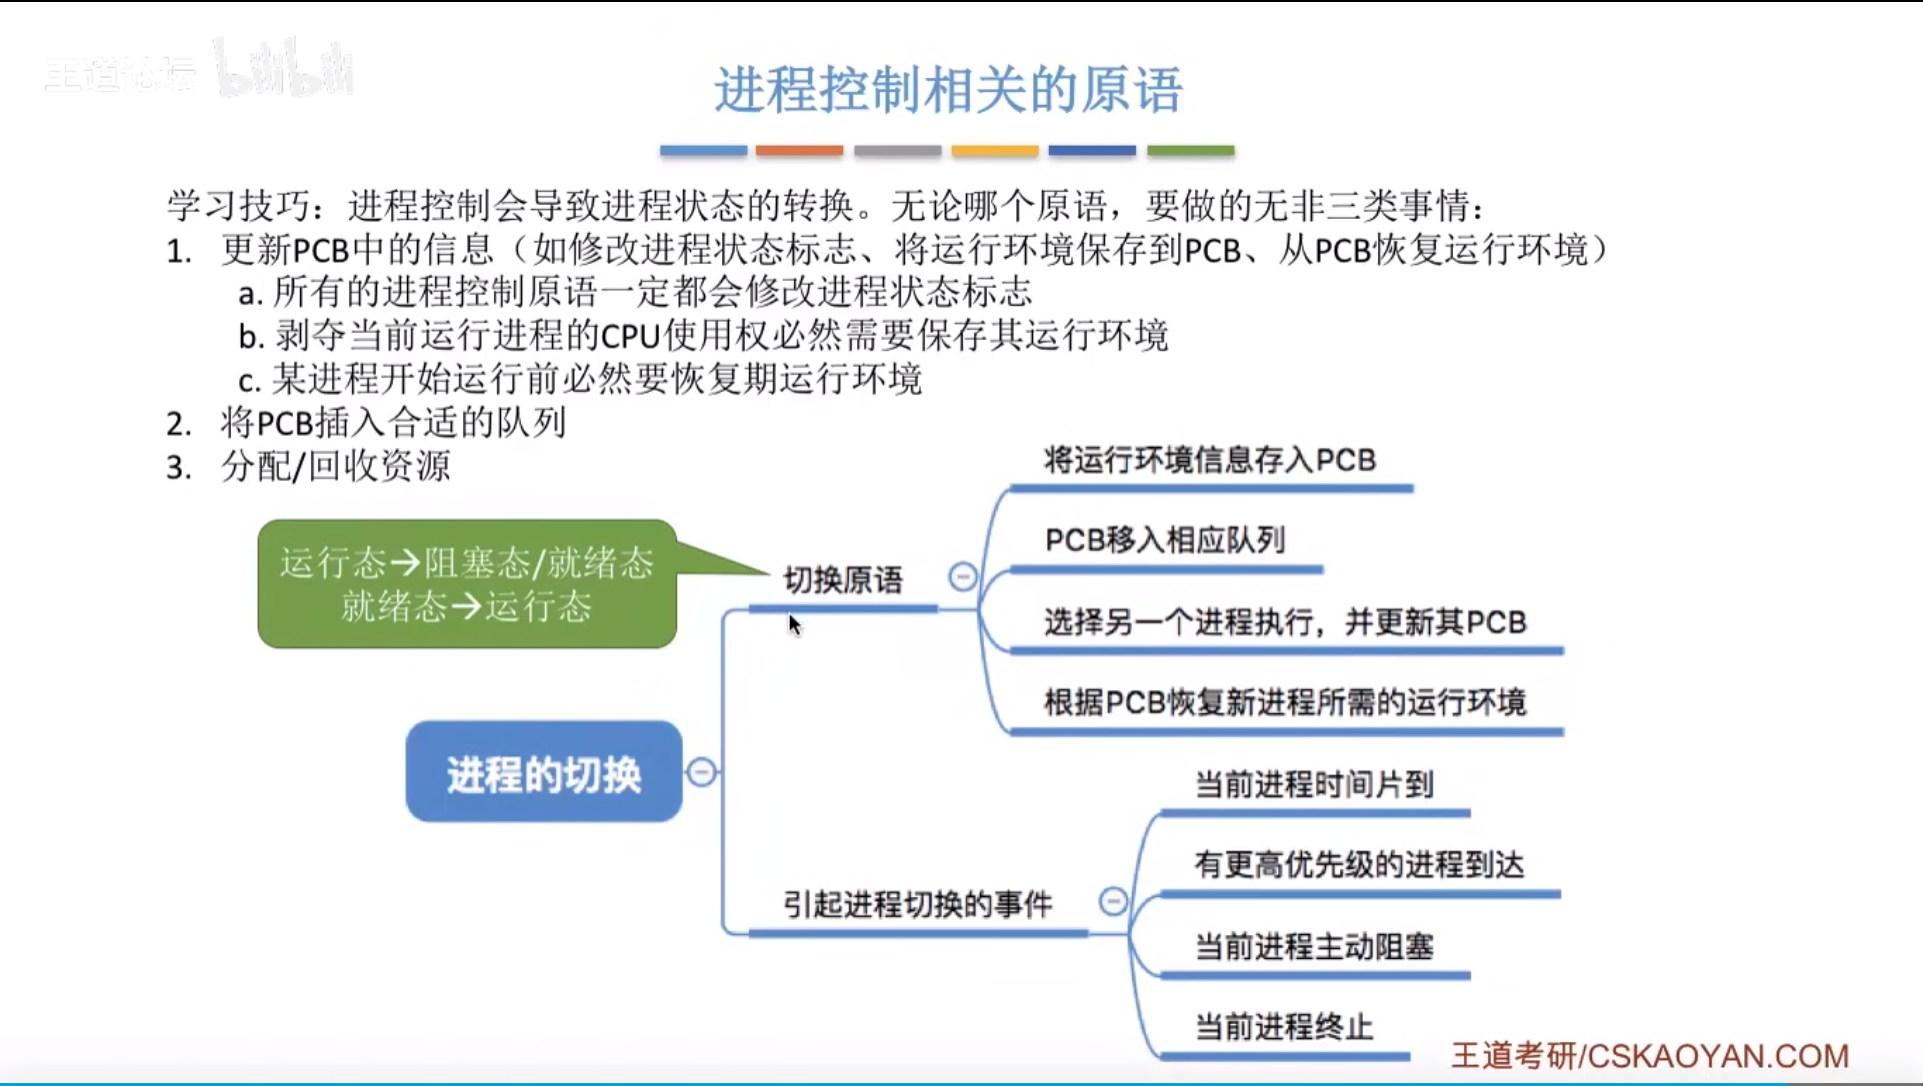 王道论坛 bilibili
进程控制相关的原语
学习技巧：进程控制会导致进程状态的转换。无论哪个原语，要做的无非三类事情：
1. 更新PCB中的信息（如修改进程状态标志、将运行环境保存到PCB、从PCB恢复运行环境）
a. 所有的进程控制原语一定都会修改进程状态标志
b. 剥夺当前运行进程的CPU使用权必然需要保存其运行环境
c. 某进程开始运行前必然要恢复期运行环境
2. 将PCB插入合适的队列
3. 分配/回收资源
运行态→阻塞态/就绪态
就绪态→运行态
切换原语
将运行环境信息存入PCB
PCB移入相应队列
选择另一个进程执行，并更新其PCB
根据PCB恢复新进程所需的运行环境
进程的切换
引起进程切换的事件
当前进程时间片到
有更高优先级的进程到达
当前进程主动阻塞
当前进程终止
王道考研/CSKAOYAN.COM